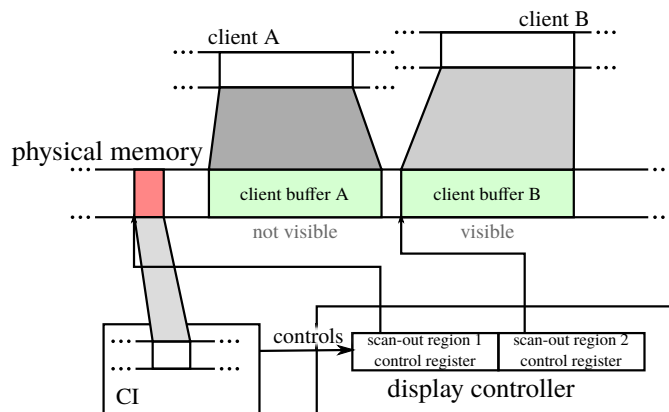 client B
client A
physical memory
client buffer A
client buffer B
not visible
visible
controls
scan-out region 1
control register
scan-out region 2
control register
display controller
CI